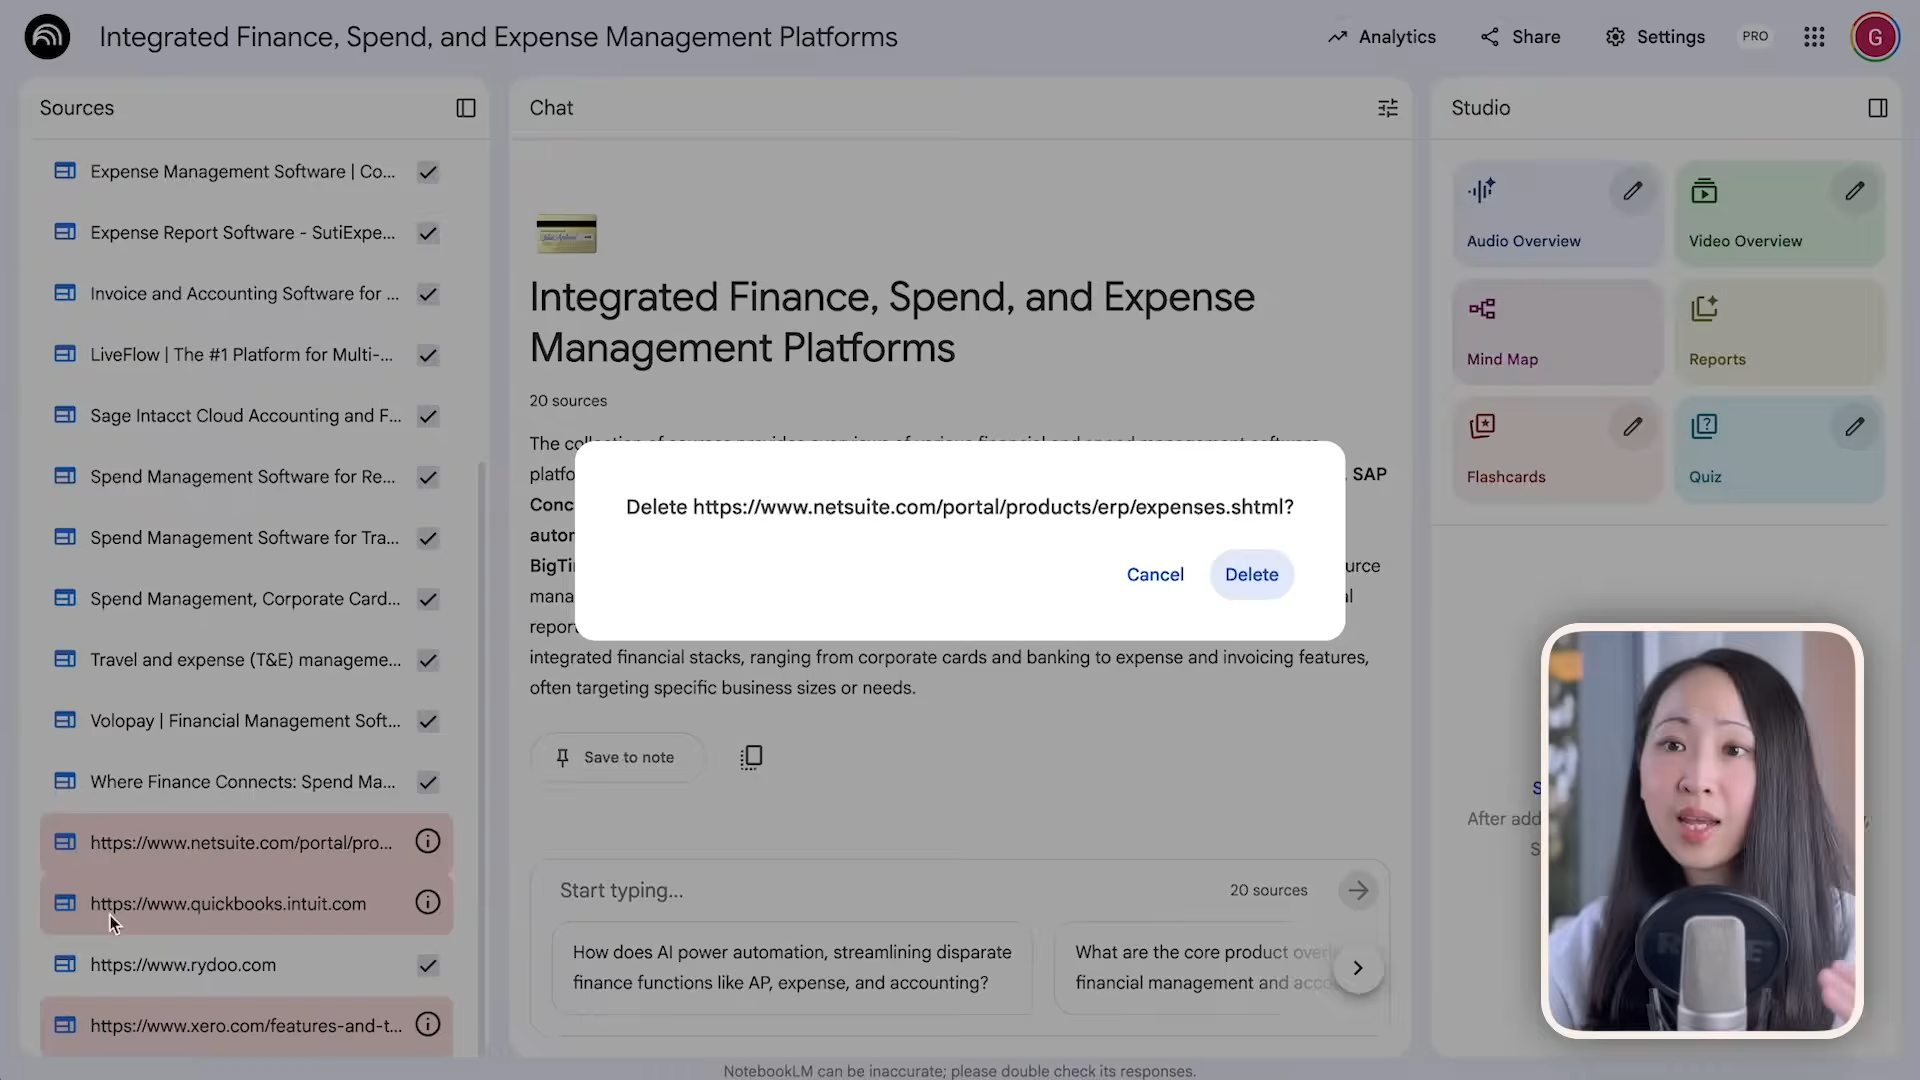 Integrated Finance, Spend, and Expense Management Platforms
Analytics
Share
Settings
PRO
G
Sources
Expense Management Software | Co...
Expense Report Software - SutiExpe...
Invoice and Accounting Software for ...
LiveFlow | The #1 Platform for Multi-...
Sage Intacct Cloud Accounting and F...
Spend Management Software for Re...
Spend Management Software for Tra...
Spend Management, Corporate Card...
Travel and expense (T&E) manageme...
Volopay | Financial Management Soft...
Where Finance Connects: Spend Ma...
https://www.netsuite.com/portal/pro...
https://www.quickbooks.intuit.com
https://www.rydoo.com
https://www.xero.com/features-and-t...
Chat
Integrated Finance, Spend, and Expense
Management Platforms
20 sources
The collection of sources provides overviews of various financial and spend management software
platfo SAP
Conc
autom
BigTi urce
mana l
report
integrated financial stacks, ranging from corporate cards and banking to expense and invoicing features,
often targeting specific business sizes or needs.
Delete https://www.netsuite.com/portal/products/erp/expenses.shtml?
Cancel
Delete
Save to note
Start typing...
20 sources
How does AI power automation, streamlining disparate
finance functions like AP, expense, and accounting?
What are the core product over
financial management and acco
NotebookLM can be inaccurate; please double check its responses.
Studio
Audio Overview
Video Overview
Mind Map
Reports
Flashcards
Quiz
S
After add
S